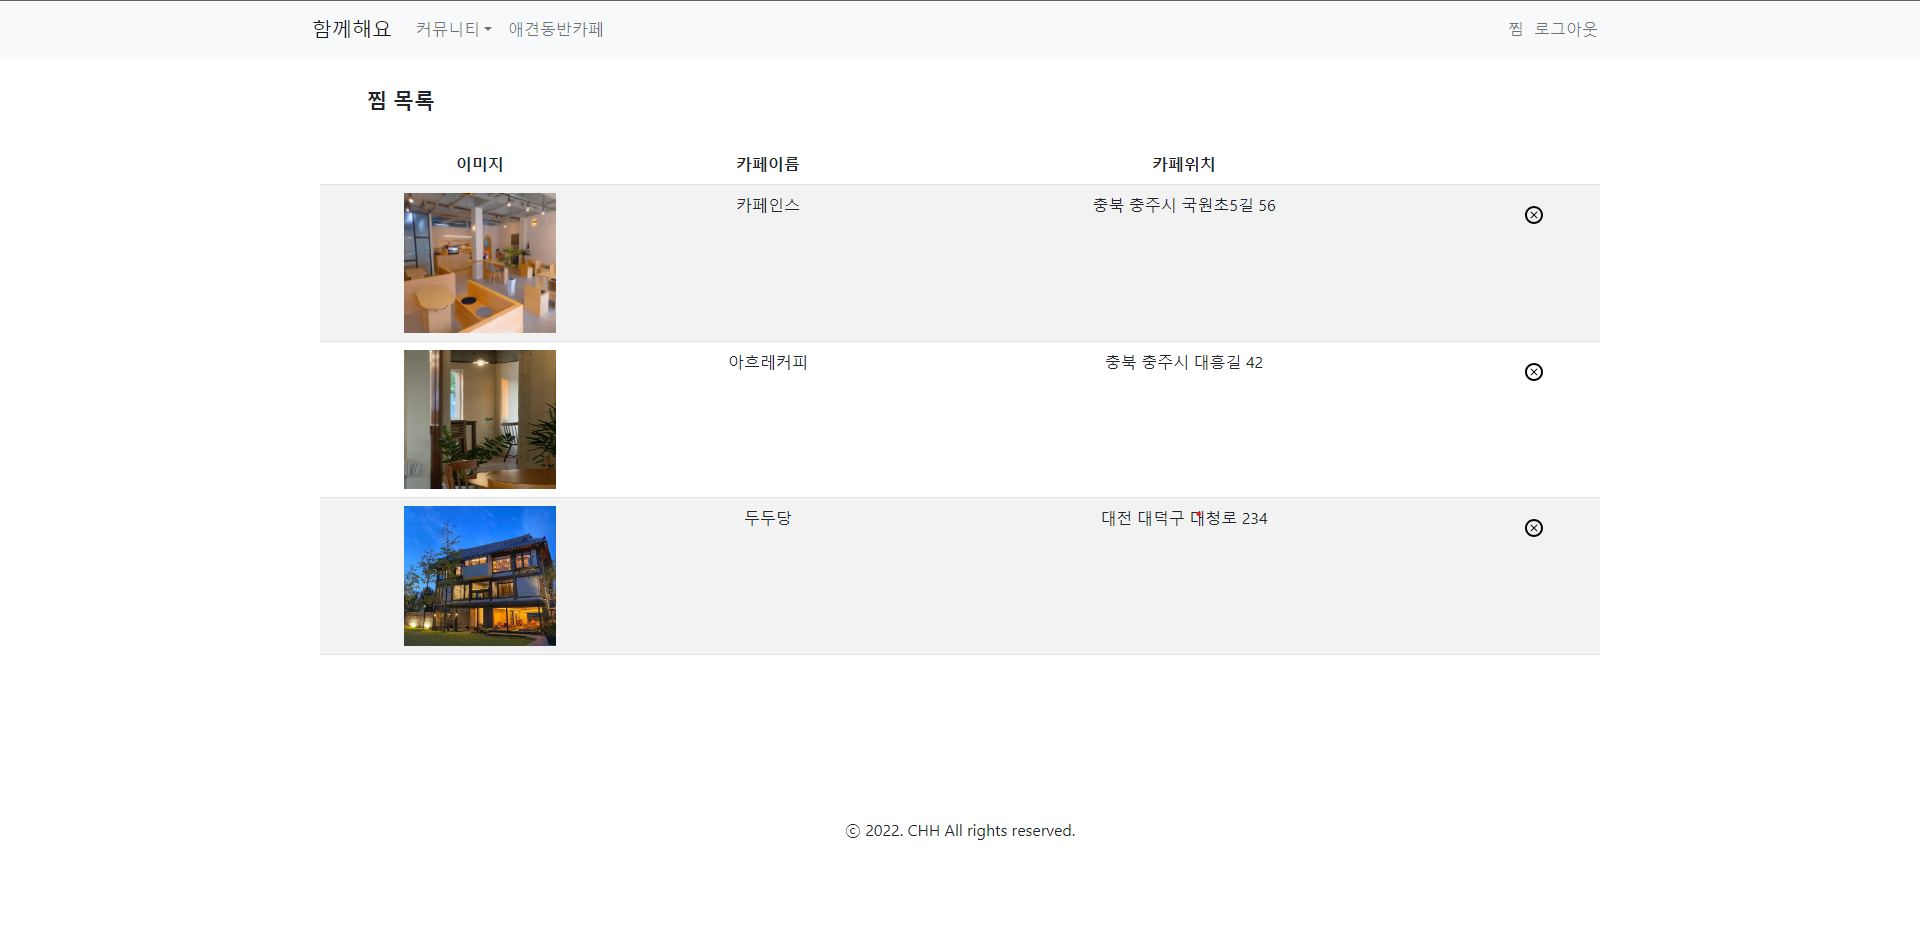 함께해요 커뮤니티 애견동반카페 찜 로그아웃
찜 목록
이미지 카페이름 카페위치
카페인스 충북 충주시 국원초5길 56
아흐레커피 충북 충주시 대흥길 42
두두당 대전 대덕구 대청로 234
ⓒ 2022. CHH All rights reserved.